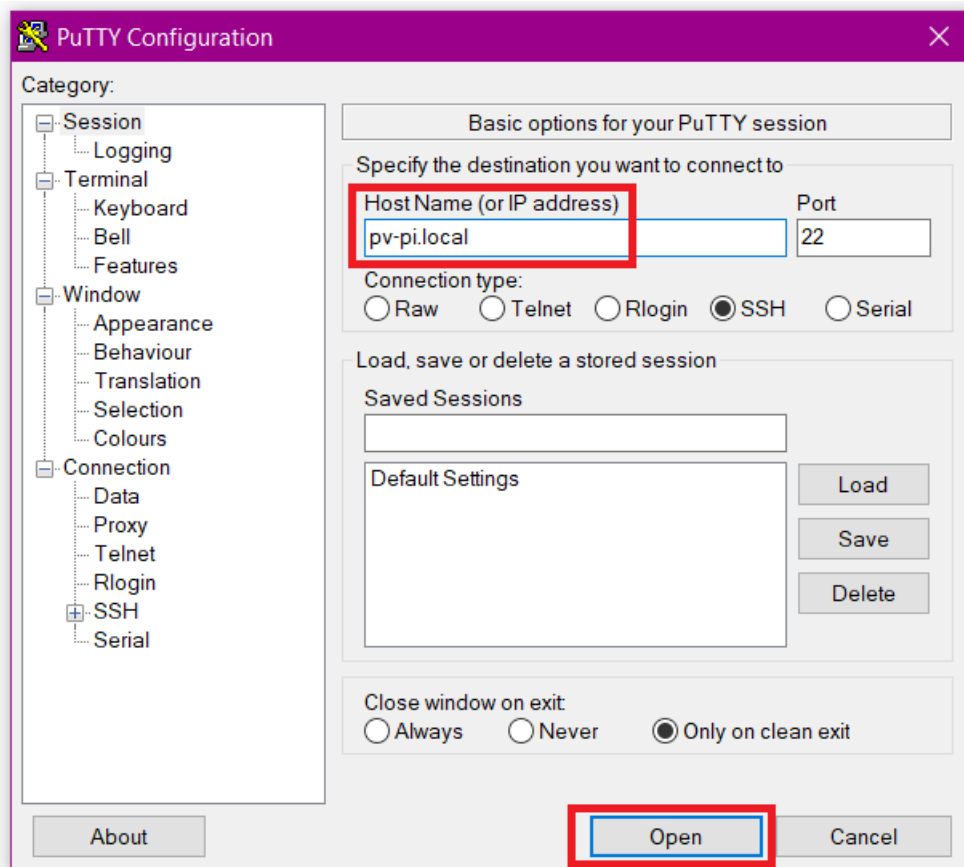 PuTTY Configuration
Category:
Session
Logging
Terminal
Keyboard
Bell
Features
Window
Appearance
Behaviour
Translation
Selection
Colours
Connection
Data
Proxy
Telnet
Rlogin
SSH
Serial
Basic options for your PuTTY session
Specify the destination you want to connect to
Host Name (or IP address) Port
pv-pi.local 22
Connection type:
Raw Telnet Rlogin SSH Serial
Load, save or delete a stored session
Saved Sessions
Default Settings
Load
Save
Delete
Close window on exit:
Always Never Only on clean exit
About Open Cancel